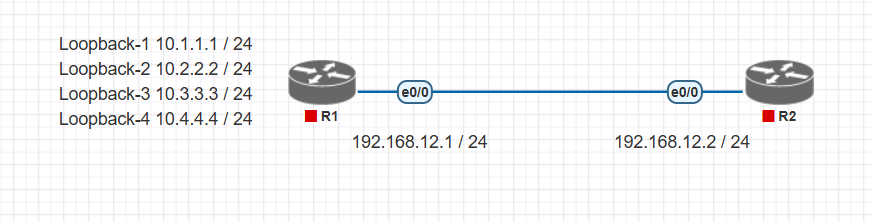 Loopback-1 10.1.1.1 / 24
Loopback-2 10.2.2.2 / 24
Loopback-3 10.3.3.3 / 24
Loopback-4 10.4.4.4 / 24
e0/0
e0/0
R1
R2
192.168.12.1 / 24
192.168.12.2 / 24